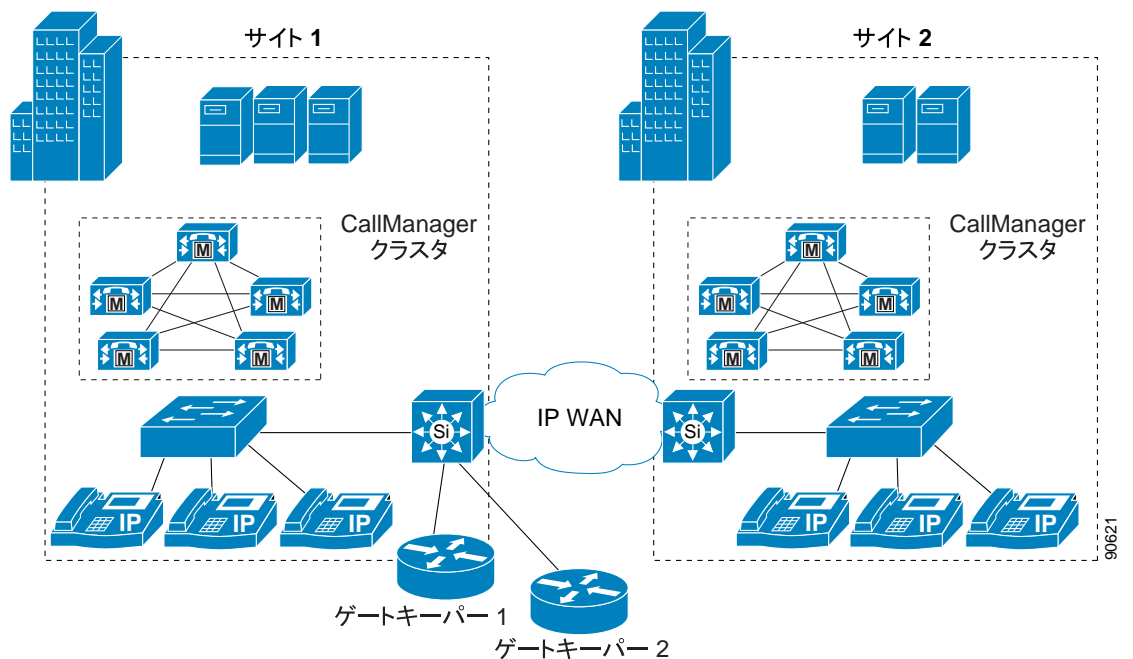 サイト 1
サイト 2
CallManager
クラスタ
CallManager
クラスタ
M
M
M
M
M
M
M
M
M
M
Si
IP WAN
Si
IP
IP
IP
IP
IP
IP
ゲートキーパー 1
ゲートキーパー 2
90621